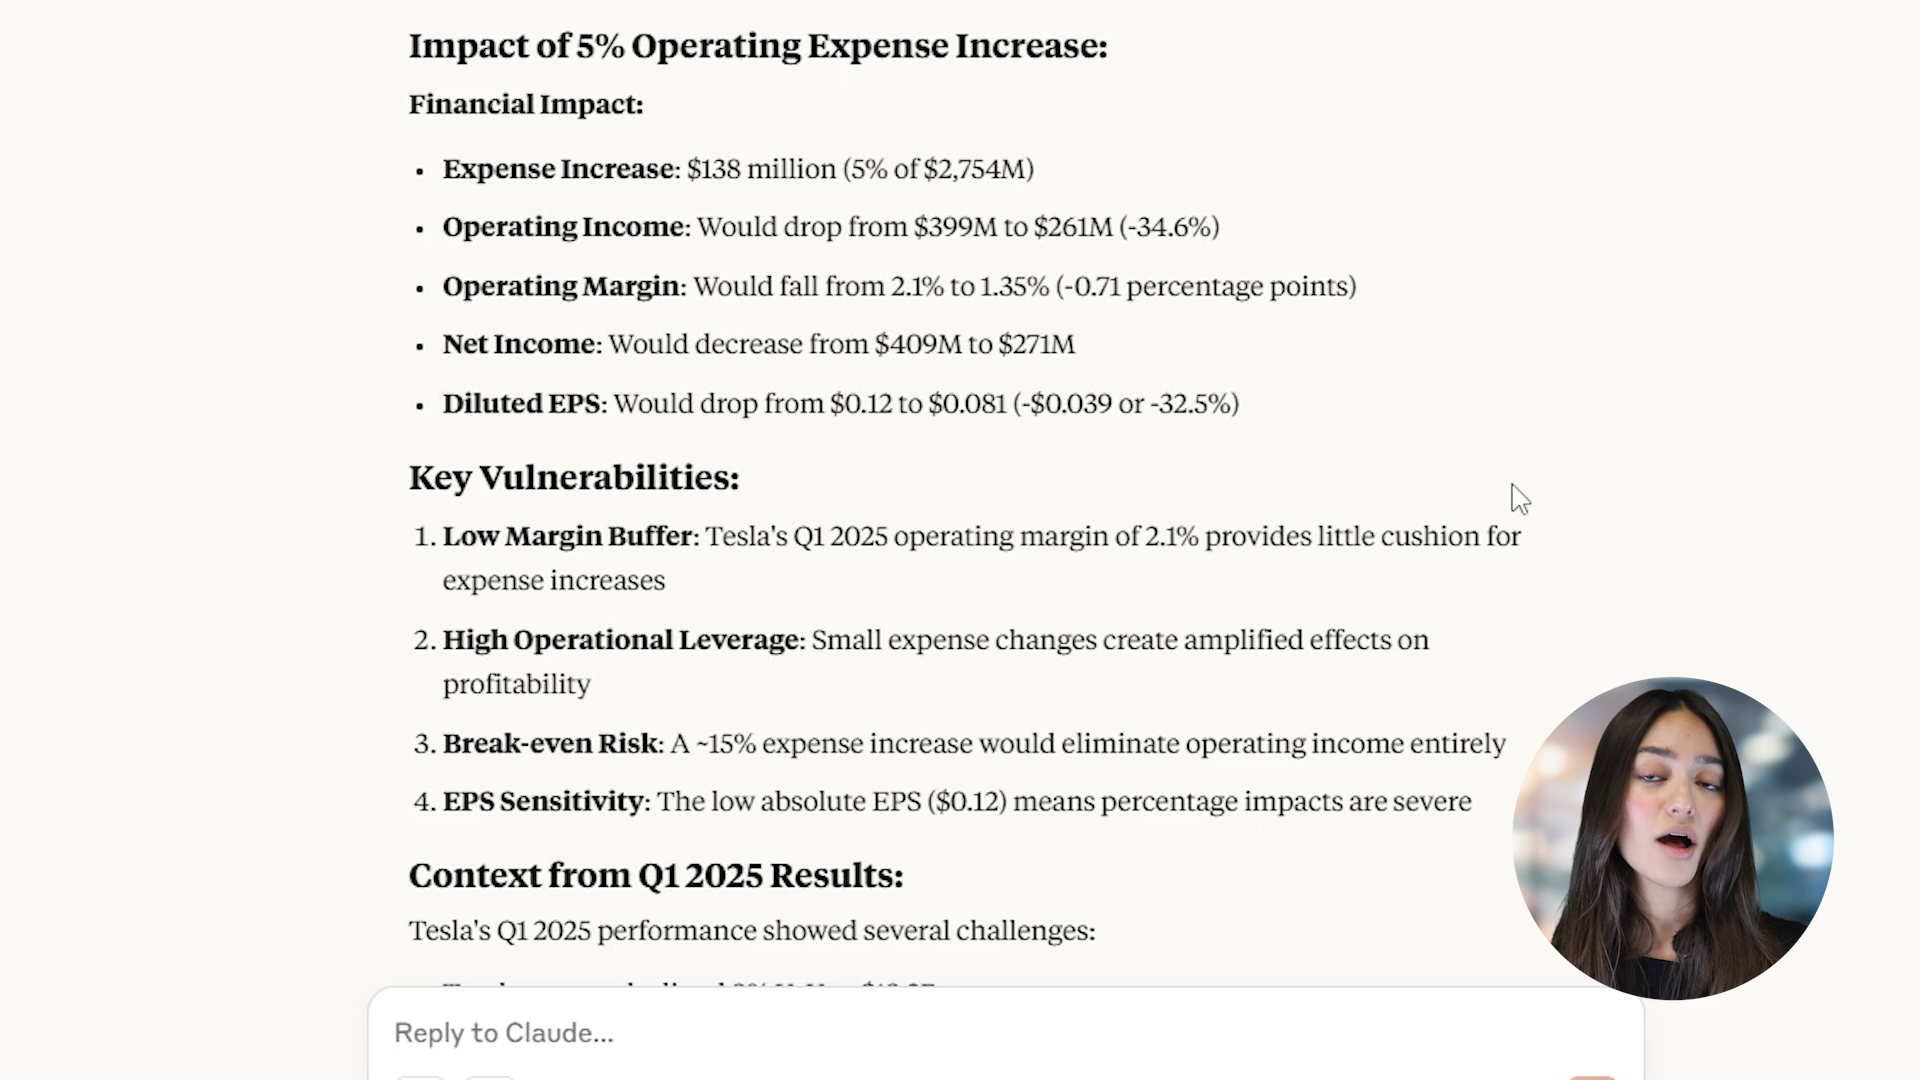 Impact of 5% Operating Expense Increase:
Financial Impact:
• Expense Increase: $138 million (5% of $2,754M)
• Operating Income: Would drop from $399M to $261M (-34.6%)
• Operating Margin: Would fall from 2.1% to 1.35% (-0.71 percentage points)
• Net Income: Would decrease from $409M to $271M
• Diluted EPS: Would drop from $0.12 to $0.081 (-$0.039 or -32.5%)
Key Vulnerabilities:
1. Low Margin Buffer: Tesla's Q1 2025 operating margin of 2.1% provides little cushion for
expense increases
2. High Operational Leverage: Small expense changes create amplified effects on
profitability
3. Break-even Risk: A ~15% expense increase would eliminate operating income entirely
4. EPS Sensitivity: The low absolute EPS ($0.12) means percentage impacts are severe
Context from Q1 2025 Results:
Tesla's Q1 2025 performance showed several challenges:
Reply to Claude...